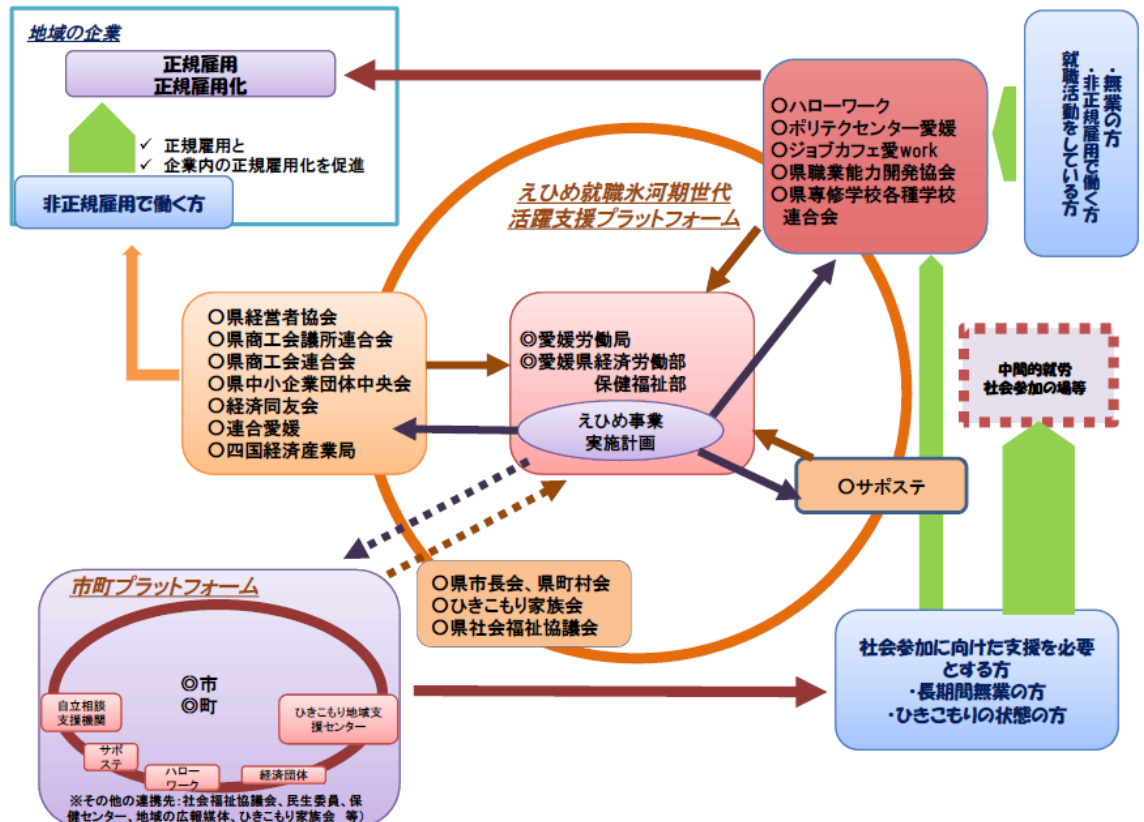 地域の企業
正規雇用
正規雇用化
✓ 正規雇用と
✓ 企業内の正規雇用化を促進
非正規雇用で働く方
○ハローワーク
○ポリテクセンター愛媛
○ジョブカフェ愛work
○県職業能力開発協会
○県専修学校各種学校
連合会
・無業の方
・非正規雇用で働く方
就職活動をしている方
えひめ就職氷河期世代
活躍支援プラットフォーム
○県経営者協会
○県商工会議所連合会
○県商工会連合会
○県中小企業団体中央会
○経済同友会
○連合愛媛
○四国経済産業局
◎愛媛労働局
◎愛媛県経済労働部
保健福祉部
えひめ事業
実施計画
中間的就労
社会参加の場等
○サポステ
○県市長会、県町村会
○ひきこもり家族会
○県社会福祉協議会
市町プラットフォーム
◎市
◎町
自立相談
支援機関
ひきこもり地域支
援センター
サポ
ステ
ハロー
ワーク
経済団体
※その他の連携先:社会福祉協議会、民生委員、保
健センター、地域の広報媒体、ひきこもり家族会 等)
社会参加に向けた支援を必要
とする方
・長期間無業の方
・ひきこもりの状態の方